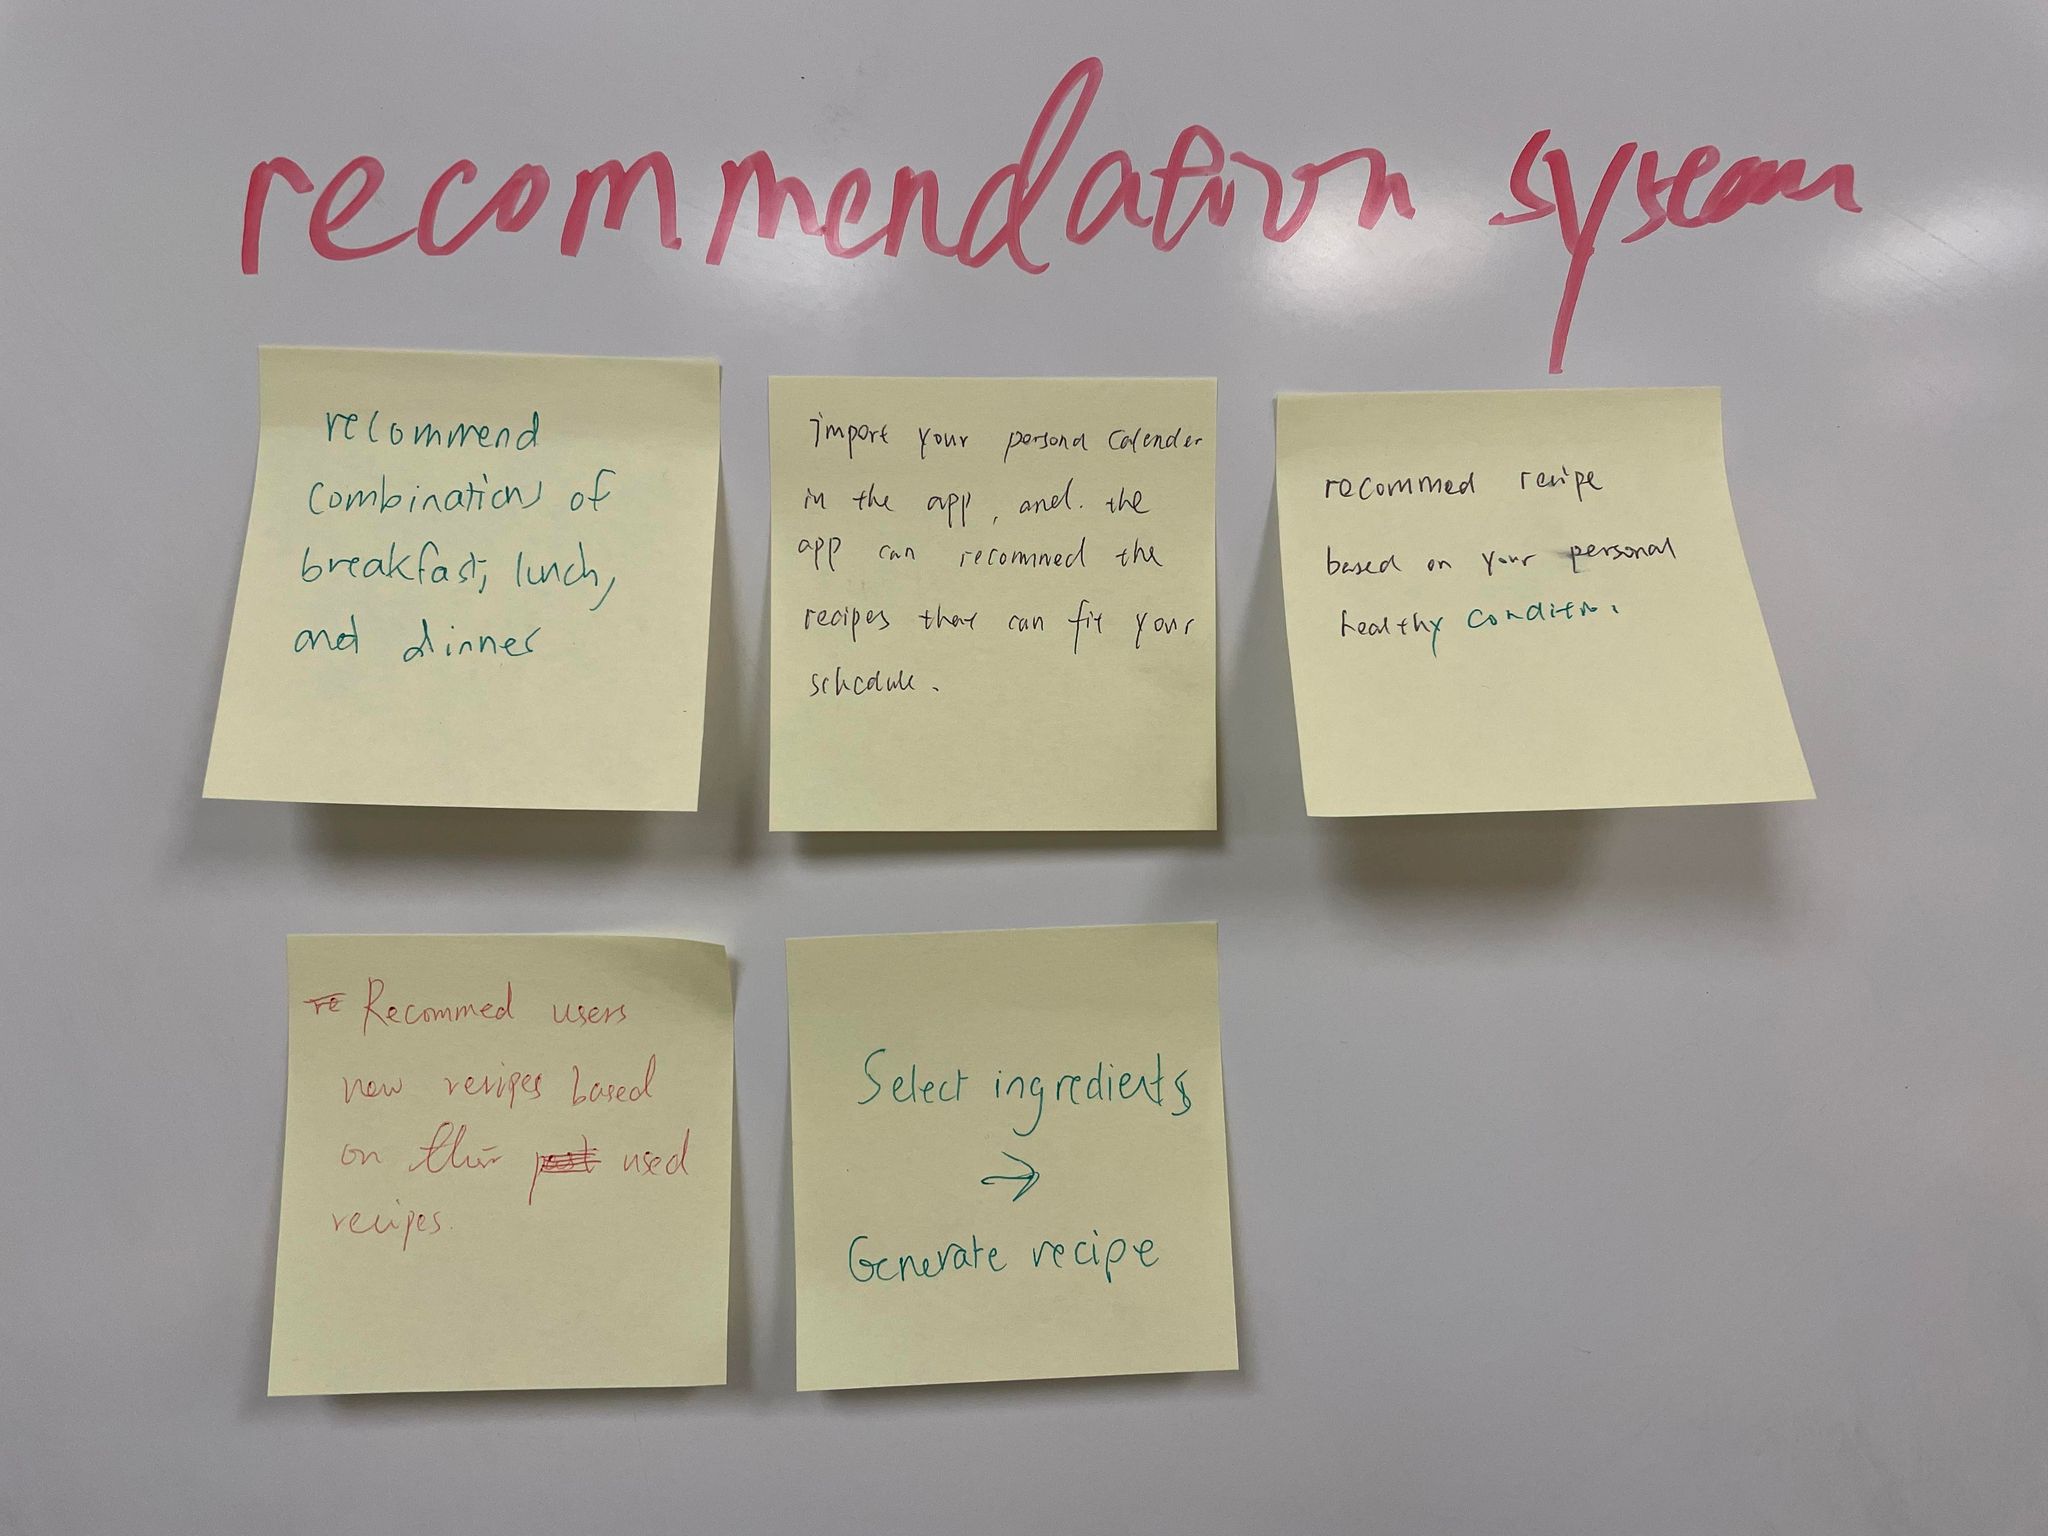 recommendation system
recommend
combinations of
breakfast, lunch,
and dinner
import your personal calender
in the app, and. the
app can recommed the
recipes that can fit your
schedule.
recommed recipe
based on your personal
healthy condition.
re Recommed users
new recipes based
on their past used
recipes.
Select ingredients
→
Generate recipe